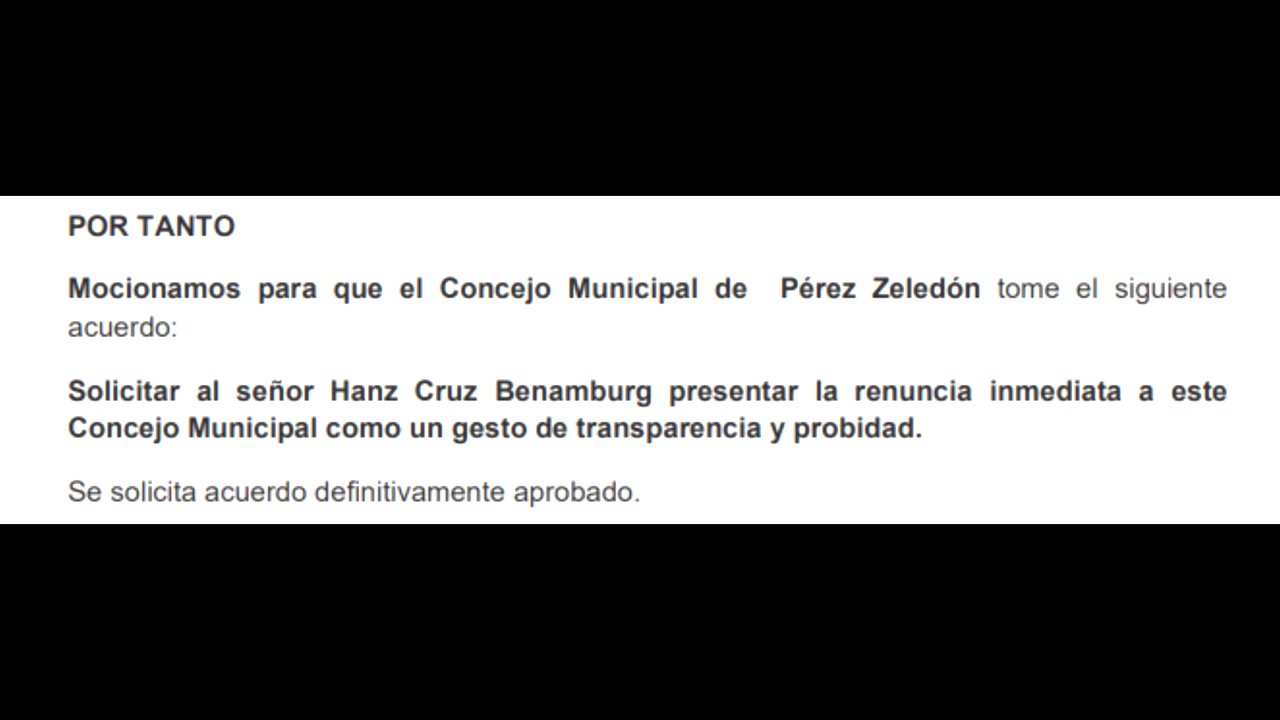 POR TANTO
Mocionamos para que el Concejo Municipal de Pérez Zeledón tome el siguiente
acuerdo:
Solicitar al señor Hanz Cruz Benamburg presentar la renuncia inmediata a este
Concejo Municipal como un gesto de transparencia y probidad.
Se solicita acuerdo definitivamente aprobado.